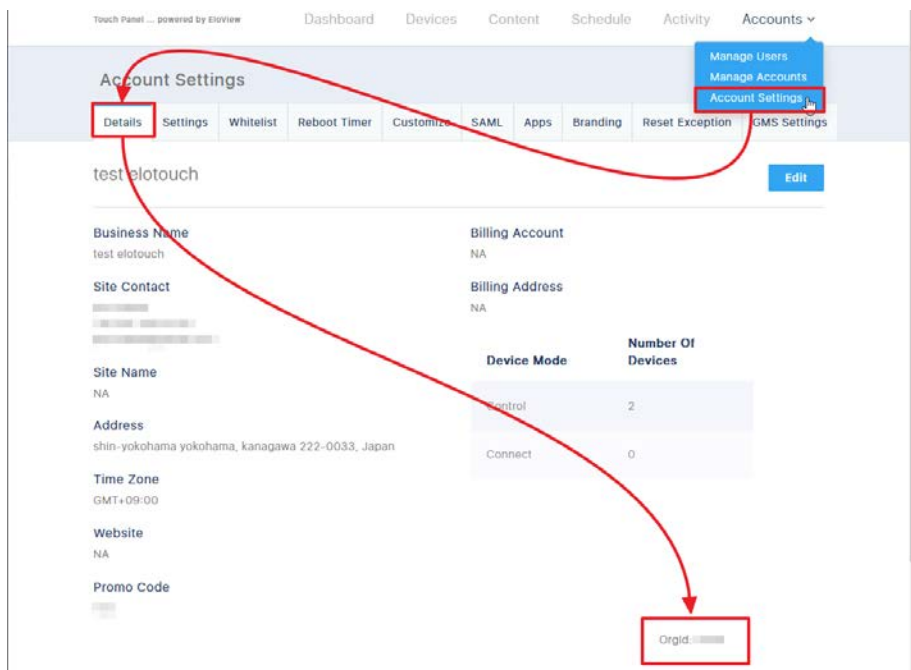 Touch Panel ... powered by EloView
Dashboard Devices Content Schedule Activity Accounts
Manage Users
Manage Accounts
Account Settings
Account Settings
Details Settings Whitelist Reboot Timer Customize SAML Apps Branding Reset Exception GMS Settings
test elotouch
Edit
Business Name
test elotouch
Site Contact
Site Name
NA
Address
shin-yokohama yokohama, kanagawa 222-0033, Japan
Time Zone
GMT+09:00
Website
NA
Promo Code
Billing Account
NA
Billing Address
NA
Device Mode Number Of Devices
Control 2
Connect 0
OrgId: